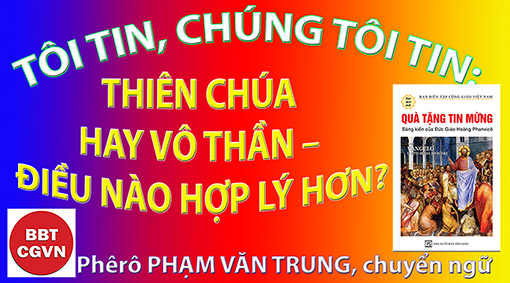 TÔI TIN, CHÚNG TÔI TIN:
THIÊN CHÚA
HAY VÔ THẦN –
ĐIỀU NÀO HỢP LÝ HƠN?
BAN BIÊN TẬP CÔNG GIÁO VIỆT NAM
QUÀ TẶNG TIN MỪNG
Sáng kiến của Đức Giáo Hoàng Phanxicô
BBT
CGVN
Phêrô PHẠM VĂN TRUNG, chuyển ngữ